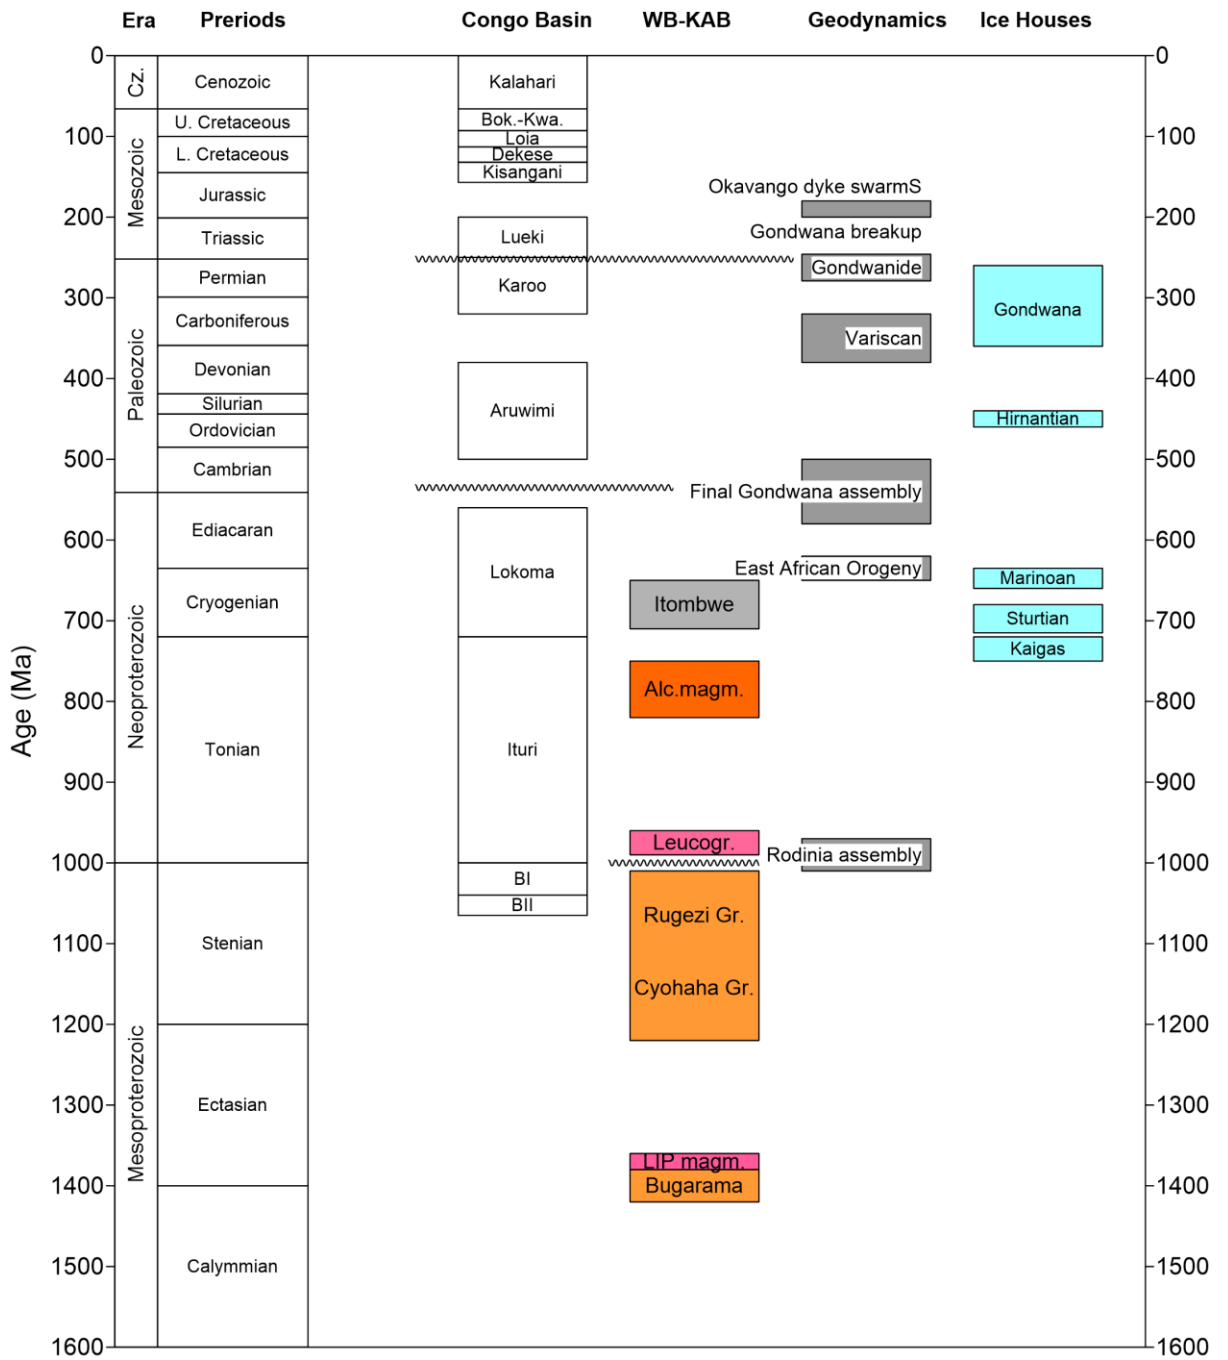 Era Preriods Congo Basin WB-KAB Geodynamics Ice Houses
Age (Ma)
0
100
200
300
400
500
600
700
800
900
1000
1100
1200
1300
1400
1500
1600
Cz.
Mesozoic
Paleozoic
Neoproterozoic
Mesoproterozoic
Cenozoic
U. Cretaceous
L. Cretaceous
Jurassic
Triassic
Permian
Carboniferous
Devonian
Silurian
Ordovician
Cambrian
Ediacaran
Cryogenian
Tonian
Stenian
Ectasian
Calymmian
Kalahari
Bok.-Kwa.
Loia
Dekese
Kisangani
Lueki
Karoo
Aruwimi
Lokoma
Ituri
BI
BII
Itombwe
Alc.magm.
Leucogr.
Rugezi Gr.
Cyohaha Gr.
LIP magm.
Bugarama
Okavango dyke swarmS
Gondwana breakup
Gondwanide
Variscan
Final Gondwana assembly
East African Orogeny
Rodinia assembly
Gondwana
Hirnantian
Marinoan
Sturtian
Kaigas
0
100
200
300
400
500
600
700
800
900
1000
1100
1200
1300
1400
1500
1600